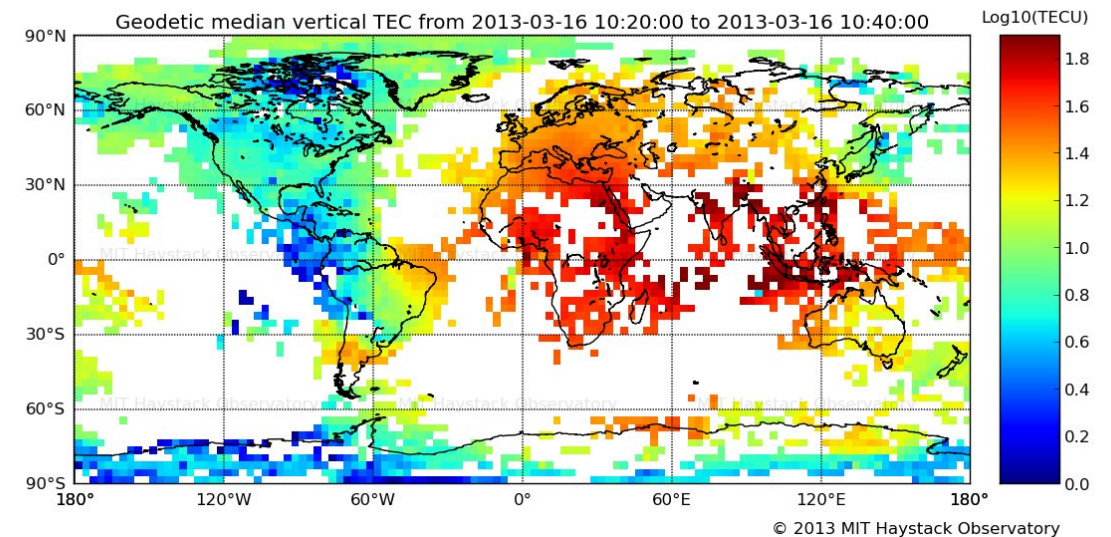 Geodetic median vertical TEC from 2013-03-16 10:20:00 to 2013-03-16 10:40:00
Log10(TECU)
90°N
60°N
30°N
0°
30°S
60°S
90°S
180°
120°W
60°W
0°
60°E
120°E
180°
1.8
1.6
1.4
1.2
1.0
0.8
0.6
0.4
0.2
0.0
MIT Haystack Observatory
MIT Haystack Observatory
MIT Haystack Observatory
MIT Haystack Observatory
© 2013 MIT Haystack Observatory